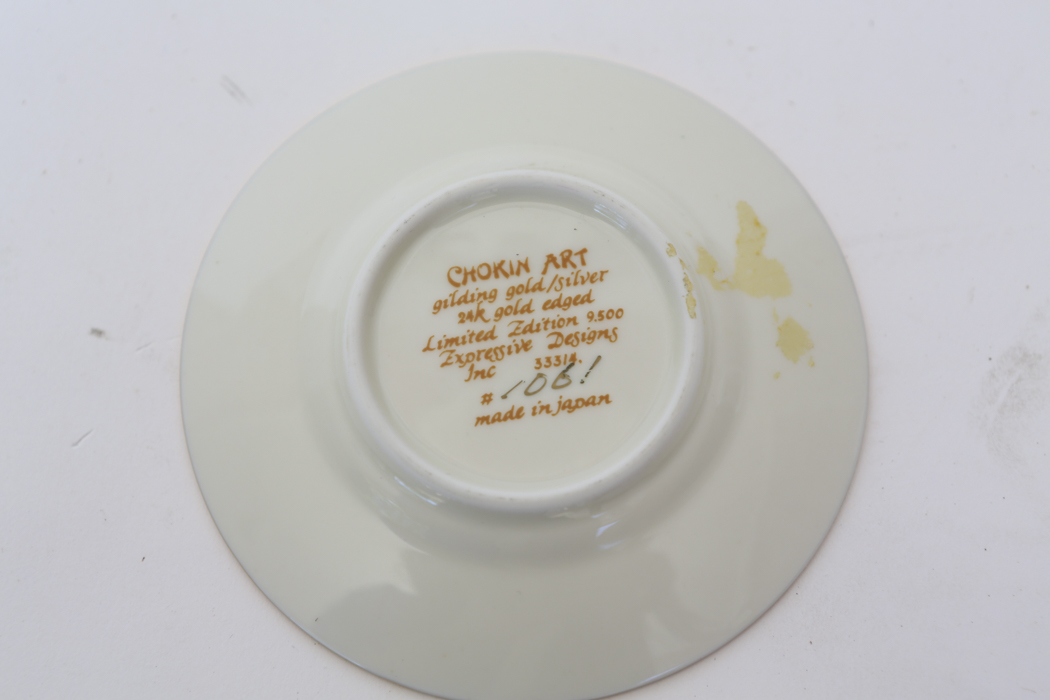 CHOKIN ART
gilding gold/silver
24k gold edged
Limited Edition 9.500
Expressive Designs
Inc 33314.
# 1061
made in japan